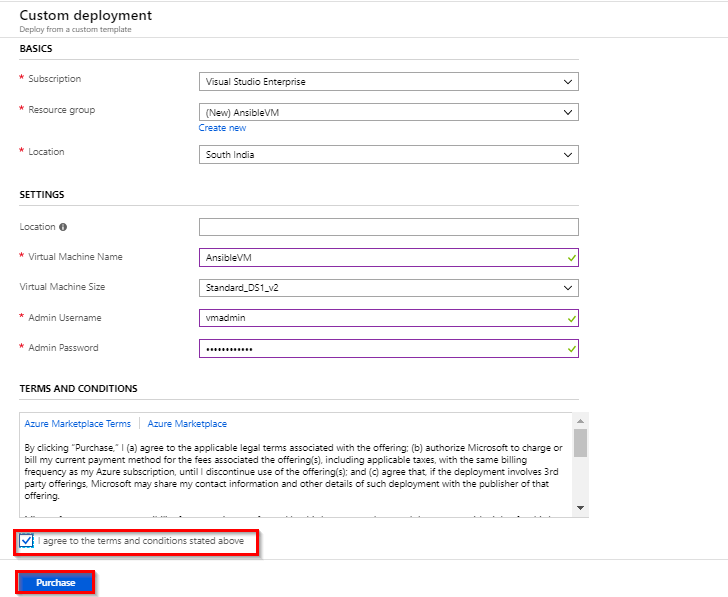 Custom deployment
Deploy from a custom template
BASICS
* Subscription
Visual Studio Enterprise
* Resource group
(New) AnsibleVM
Create new
* Location
South India
SETTINGS
Location
* Virtual Machine Name
AnsibleVM
Virtual Machine Size
Standard_DS1_v2
* Admin Username
vmadmin
* Admin Password
••••••••••••
TERMS AND CONDITIONS
Azure Marketplace Terms | Azure Marketplace
By clicking "Purchase," I (a) agree to the applicable legal terms associated with the offering; (b) authorize Microsoft to charge or
bill my current payment method for the fees associated the offering(s), including applicable taxes, with the same billing
frequency as my Azure subscription, until I discontinue use of the offering(s); and (c) agree that, if the deployment involves 3rd
party offerings, Microsoft may share my contact information and other details of such deployment with the publisher of that
offering.
I agree to the terms and conditions stated above
Purchase